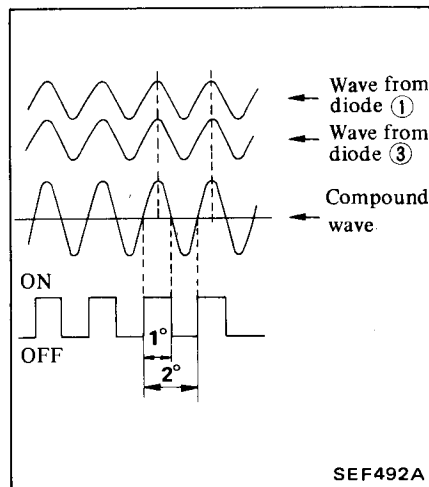 Wave from
diode ①
Wave from
diode ③
Compound
wave
ON
OFF
1°
2°
SEF492A